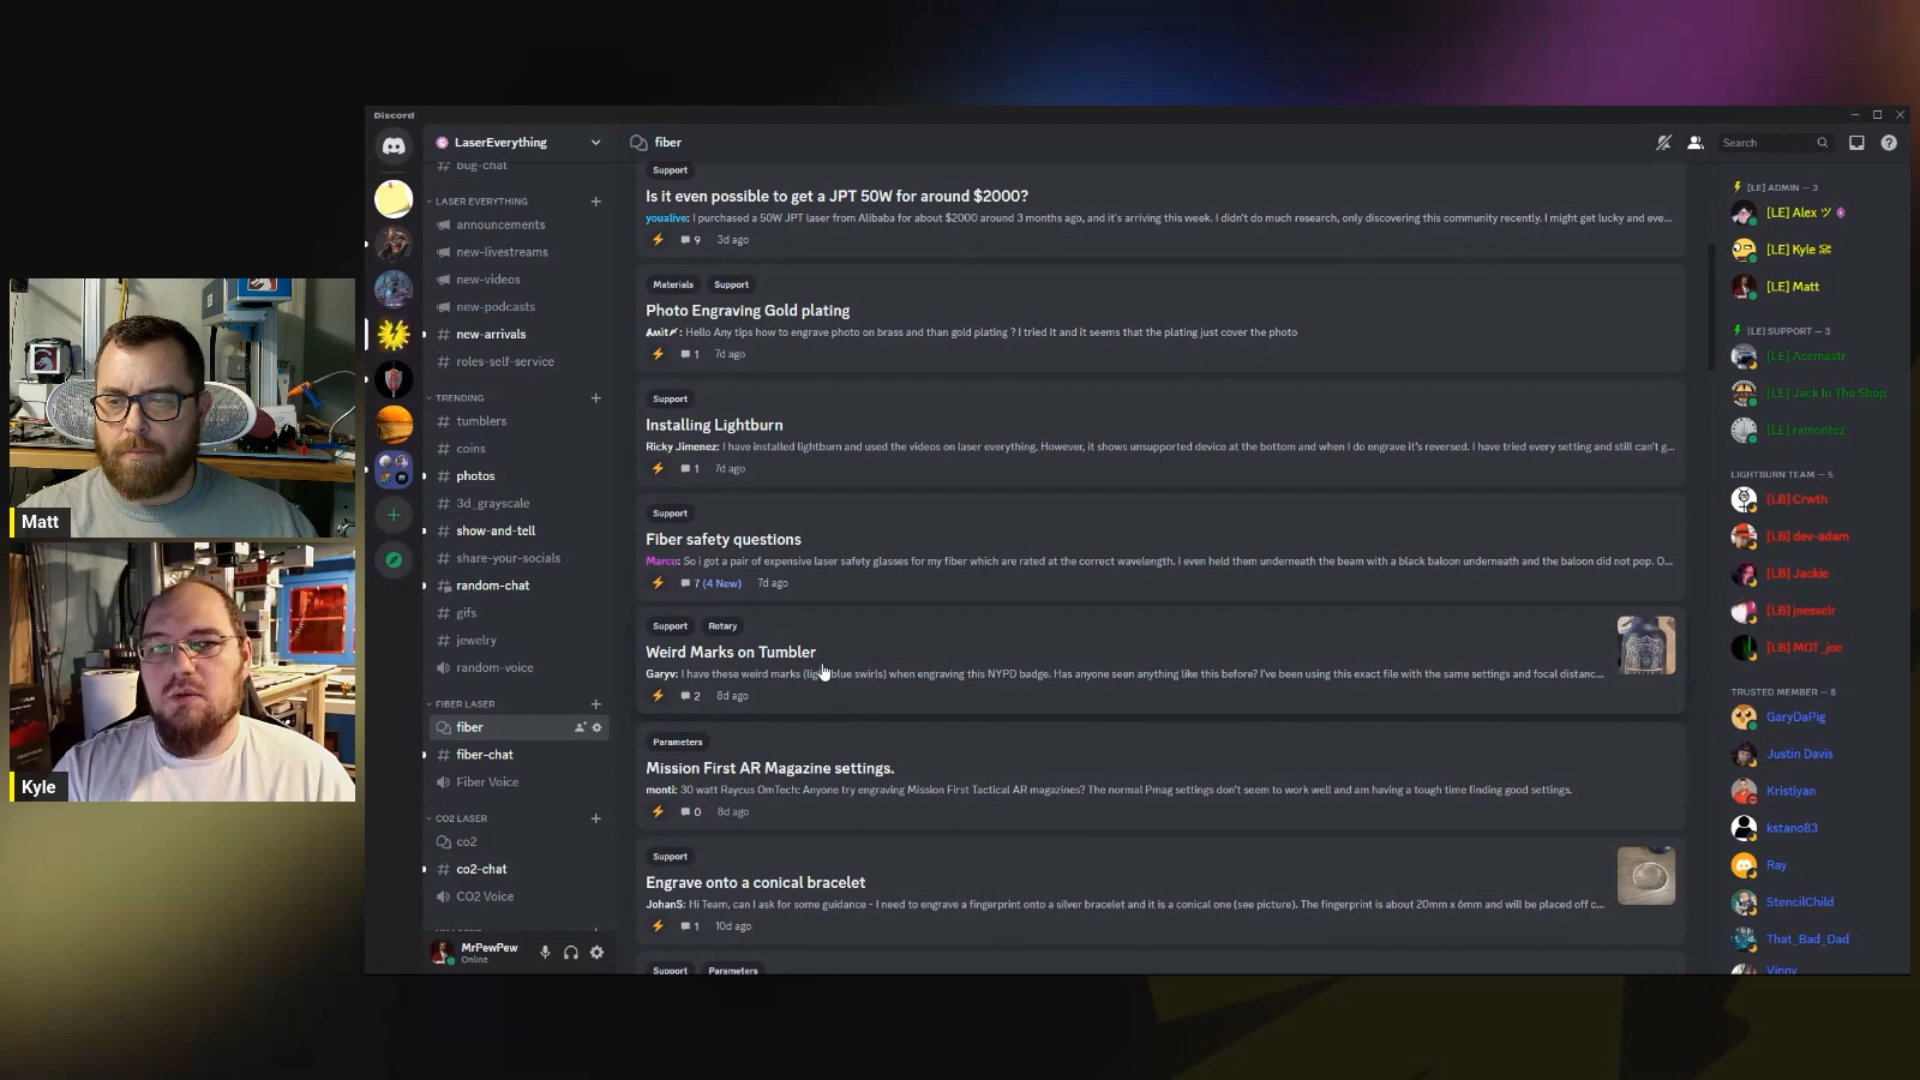 Discord
LaserEverything
bug-chat
LASER EVERYTHING
announcements
new-livestreams
new-videos
new-podcasts
new-arrivals
roles-self-service
TRENDING
tumblers
coins
photos
3d_grayscale
show-and-tell
share-your-socials
random-chat
gifs
jewelry
random-voice
FIBER LASER
fiber
fiber-chat
Fiber Voice
CO2 LASER
co2
co2-chat
CO2 Voice
MrPewPew
Online
fiber
Search
Support
Is it even possible to get a JPT 50W for around $2000?
youalive: I purchased a 50W JPT laser from Alibaba for about $2000 around 3 months ago, and it's arriving this week. I didn't do much research, only discovering this community recently. I might get lucky and eve...
9 3d ago
Materials Support
Photo Engraving Gold plating
Amit: Hello Any tips how to engrave photo on brass and than gold plating ? I tried it and it seems that the plating just cover the photo
1 7d ago
Support
Installing Lightburn
Ricky Jimenez: I have installed lightburn and used the videos on laser everything. However, it shows unsupported device at the bottom and when I do engrave it's reversed. I have tried every setting and still can't g...
1 7d ago
Support
Fiber safety questions
Marco: So i got a pair of expensive laser safety glasses for my fiber which are rated at the correct wavelength. I even held them underneath the beam with a black baloon underneath and the baloon did not pop. O...
7 (4 New) 7d ago
Support Rotary
Weird Marks on Tumbler
Garyv: I have these weird marks (lig blue swirls) when engraving this NYPD badge. Has anyone seen anything like this before? I've been using this exact file with the same settings and focal distanc...
2 8d ago
Parameters
Mission First AR Magazine settings.
monti: 30 watt Raycus OmTech: Anyone try engraving Mission First Tactical AR magazines? The normal Pmag settings don't seem to work well and am having a tough time finding good settings.
0 8d ago
Support
Engrave onto a conical bracelet
JohanS: Hi Team, can I ask for some guidance - I need to engrave a fingerprint onto a silver bracelet and it is a conical one (see picture). The fingerprint is about 20mm x 6mm and will be placed off c...
1 10d ago
Support Parameters
[LE] ADMIN — 3
[LE] Alex ツ
[LE] Kyle
[LE] Matt
[LE] SUPPORT — 3
[LE] Acemastr
[LE] Jack In The Shop
[LE] ramontez
LIGHTBURN TEAM — 5
[LB] Crwth
[LB] dev-adam
[LB] Jackie
[LB] jnesselr
[LB] MOT_joe
TRUSTED MEMBER — 8
GaryDaPig
Justin Davis
Kristiyan
kstano83
Ray
StencilChild
That_Bad_Dad
Vinny
Matt
Kyle